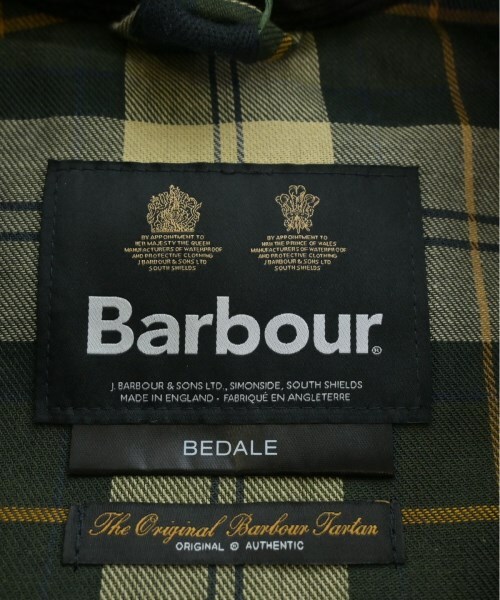 BY APPOINTMENT TO
HER MAJESTY THE QUEEN
MANUFACTURERS OF WATERPROOF
AND PROTECTIVE CLOTHING
J BARBOUR & SONS LTD
SOUTH SHIELDS
BY APPOINTMENT TO
HRH THE PRINCE OF WALES
MANUFACTURERS OF WATERPROOF
AND PROTECTIVE CLOTHING
J BARBOUR & SONS LTD
SOUTH SHIELDS
Barbour®
J. BARBOUR & SONS LTD., SIMONSIDE, SOUTH SHIELDS
MADE IN ENGLAND · FABRIQUÉ EN ANGLETERRE
BEDALE
The Original Barbour Tartan
ORIGINAL ® AUTHENTIC